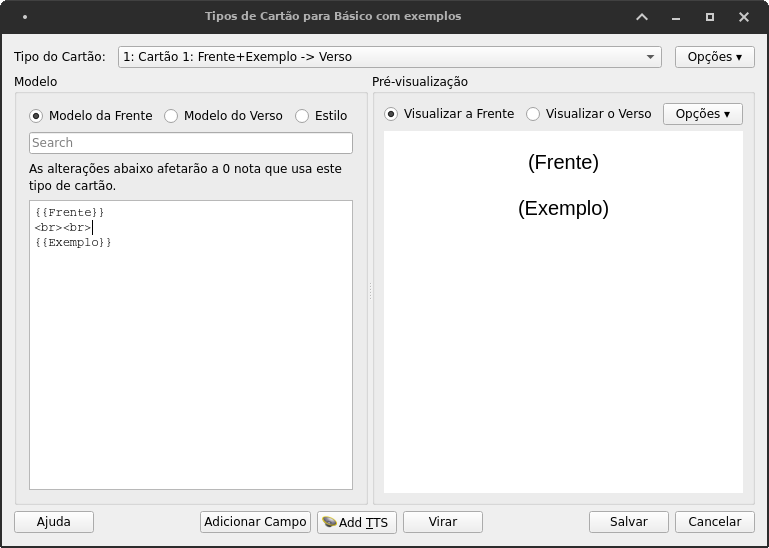 Tipos de Cartão para Básico com exemplos
Tipo do Cartão: 1: Cartão 1: Frente+Exemplo -> Verso Opções ▾
Modelo
Modelo da Frente Modelo do Verso Estilo
Search
As alterações abaixo afetarão a 0 nota que usa este
tipo de cartão.
{{Frente}}
<br><br>
{{Exemplo}}
Pré-visualização
Visualizar a Frente Visualizar o Verso Opções ▾
(Frente)
(Exemplo)
Ajuda Adicionar Campo Add TTS Virar Salvar Cancelar